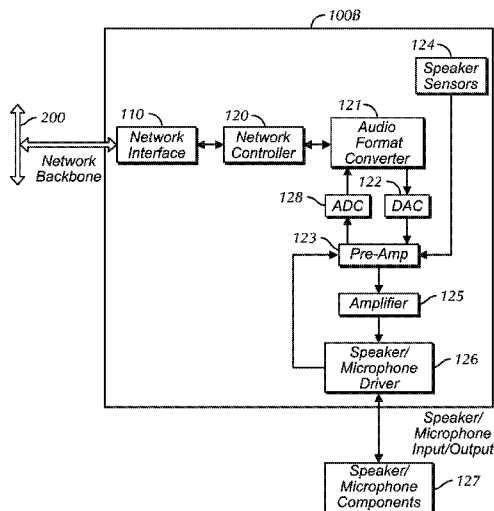 100B
124
Speaker
Sensors
200
110
120
121
Network
Interface
Network
Controller
Audio
Format
Converter
Network
Backbone
128
122
ADC
DAC
123
Pre-Amp
Amplifier
125
Speaker/
Microphone
Driver
126
Speaker/
Microphone
Input/Output
Speaker/
Microphone
Components
127